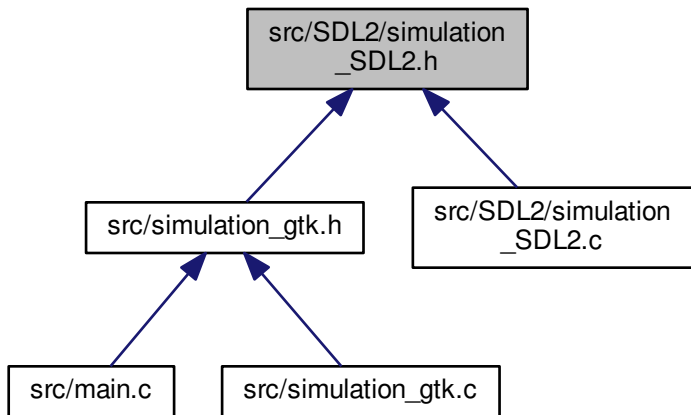 src/SDL2/simulation
_SDL2.h
src/simulation_gtk.h
src/SDL2/simulation
_SDL2.c
src/main.c
src/simulation_gtk.c